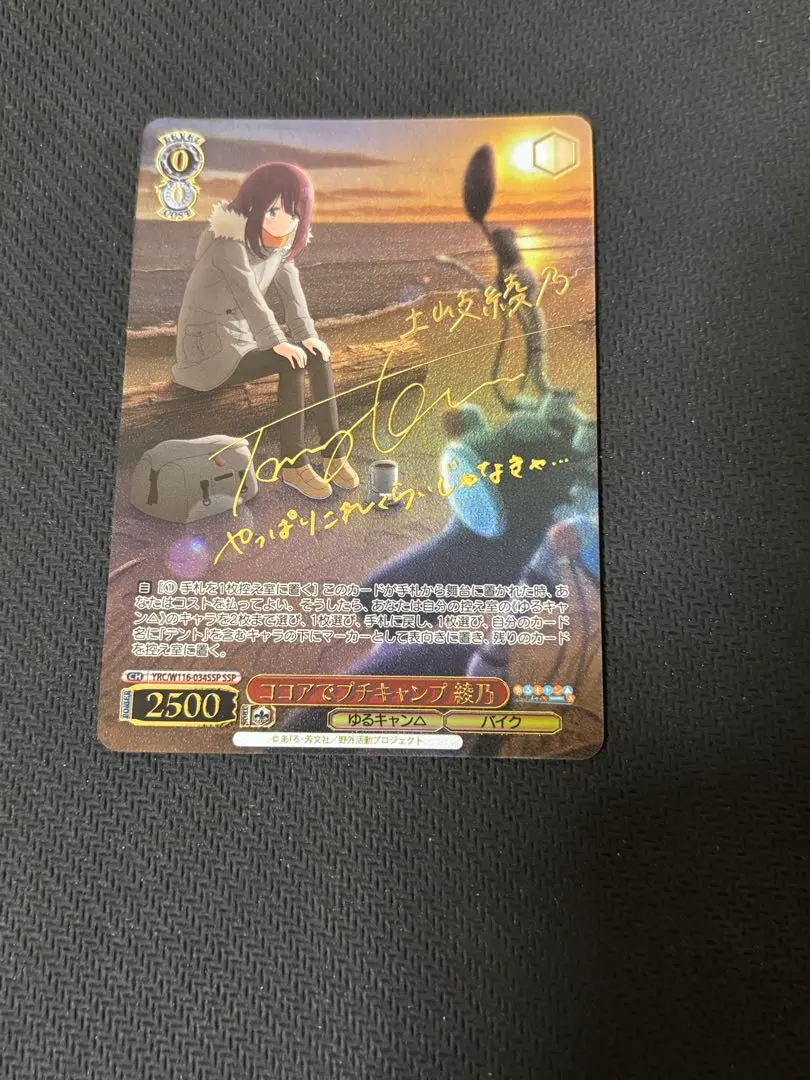 LEVEL
0
0
COST
土岐綾乃
やっぱりこれくらいじゃなきゃ…
自 [① 手札を1枚控え室に置く] このカードが手札から舞台に置かれた時、あ
なたはコストを払ってよい。そうしたら、あなたは自分の控え室の《ゆるキャ
ン△》のキャラを2枚まで選び、1枚選び、手札に戻し、1枚選び、自分のカード
名に「テント」を含むキャラの下にマーカーとして表向きに置き、残りのカード
を控え室に置く。
CH YRC/W116-034SSP SSP
POWER
2500
ココアでプチキャンプ 綾乃
ゆるキャン△
ゆるキャン△
バイク
©あfろ・芳文社／野外活動プロジェクト